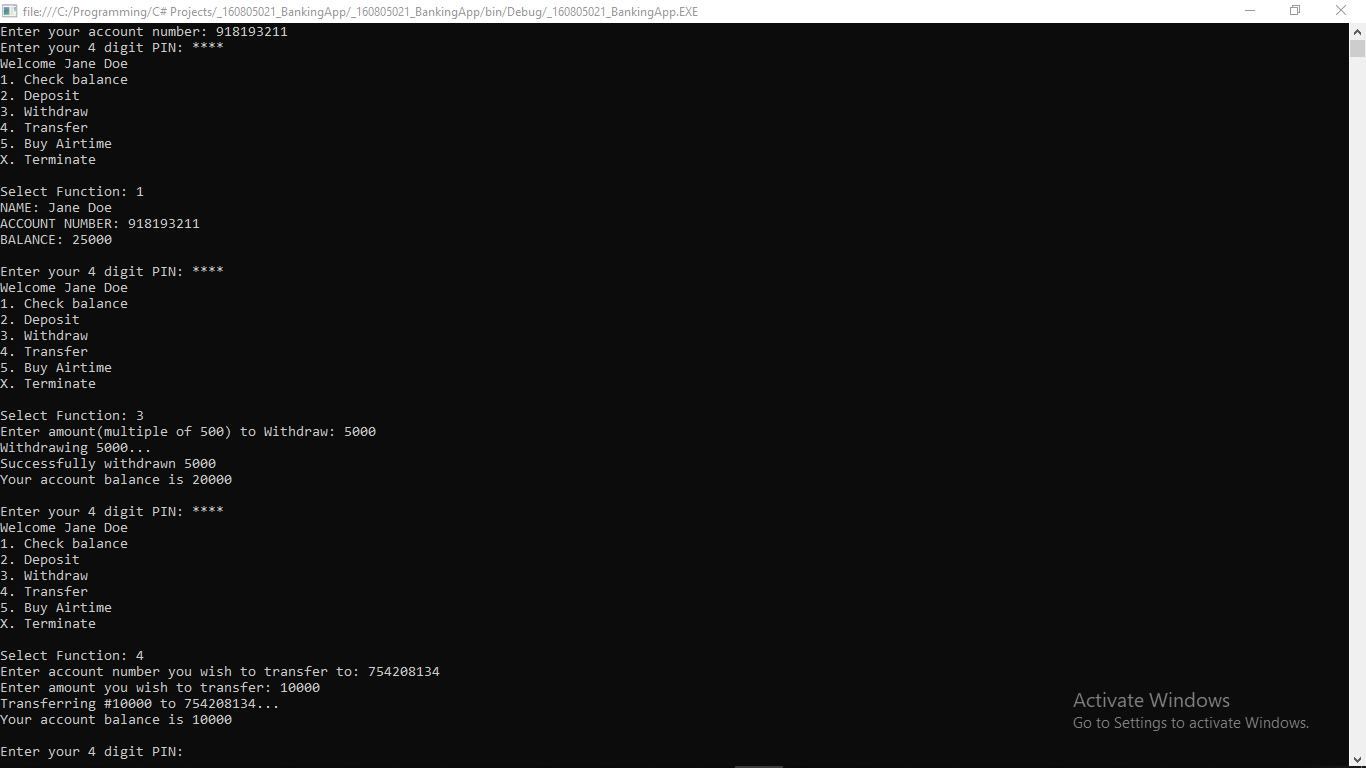 file:///C:/Programming/C# Projects/_160805021_BankingApp/_160805021_BankingApp/bin/Debug/_160805021_BankingApp.EXE
Enter your account number: 918193211
Enter your 4 digit PIN: ****
Welcome Jane Doe
1. Check balance
2. Deposit
3. Withdraw
4. Transfer
5. Buy Airtime
X. Terminate

Select Function: 1
NAME: Jane Doe
ACCOUNT NUMBER: 918193211
BALANCE: 25000

Enter your 4 digit PIN: ****
Welcome Jane Doe
1. Check balance
2. Deposit
3. Withdraw
4. Transfer
5. Buy Airtime
X. Terminate

Select Function: 3
Enter amount(multiple of 500) to Withdraw: 5000
Withdrawing 5000...
Successfully withdrawn 5000
Your account balance is 20000

Enter your 4 digit PIN: ****
Welcome Jane Doe
1. Check balance
2. Deposit
3. Withdraw
4. Transfer
5. Buy Airtime
X. Terminate

Select Function: 4
Enter account number you wish to transfer to: 754208134
Enter amount you wish to transfer: 10000
Transferring #10000 to 754208134...
Your account balance is 10000

Enter your 4 digit PIN:
Activate Windows
Go to Settings to activate Windows.